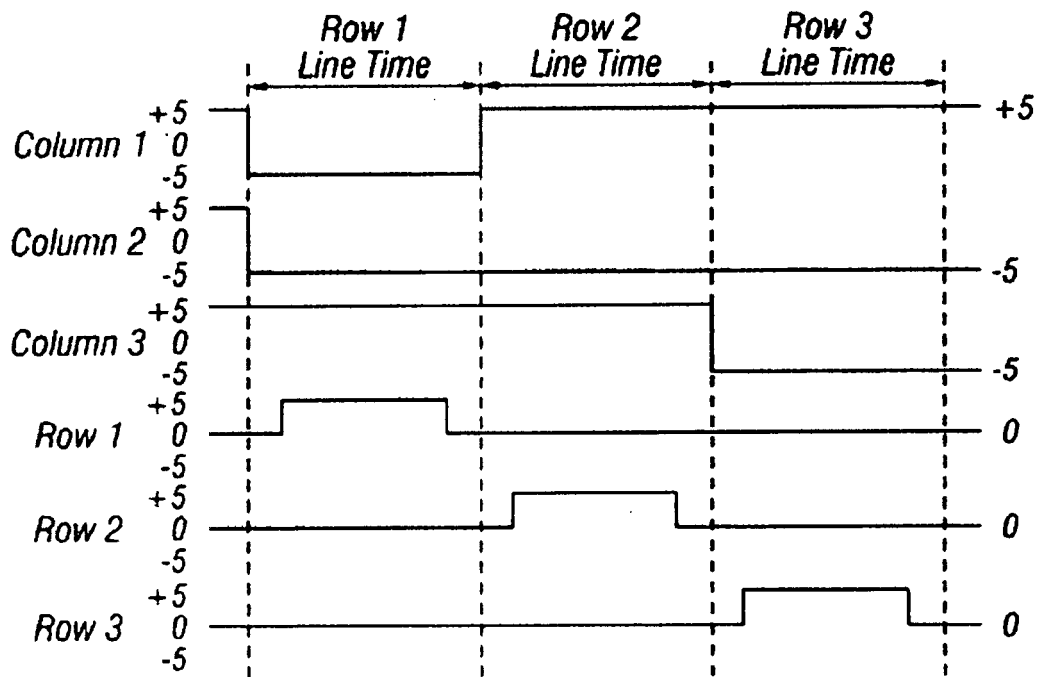 Row 1 Row 2 Row 3
Line Time Line Time Line Time
+5 +5
Column 1 0
-5
+5
Column 2 0
-5 -5
+5
Column 3 0
-5 -5
+5
Row 1 0 0
-5
+5
Row 2 0 0
-5
+5
Row 3 0 0
-5